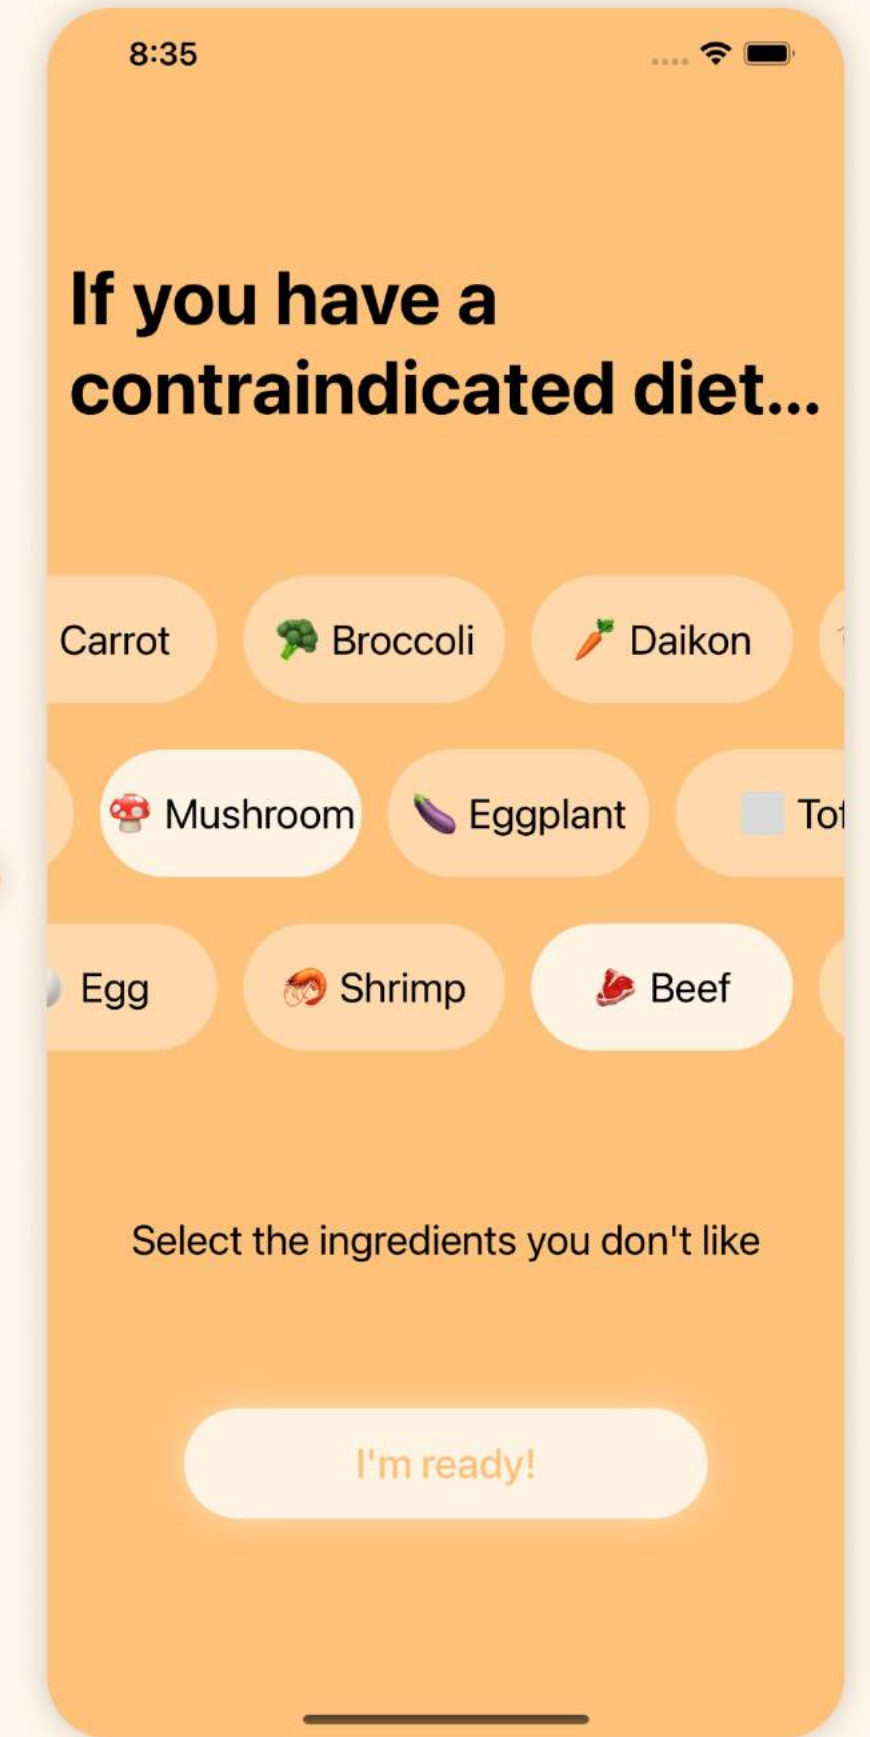 8:35
If you have a
contraindicated diet...
Carrot Broccoli Daikon
Mushroom Eggplant Tof
Egg Shrimp Beef
Select the ingredients you don't like
I'm ready!